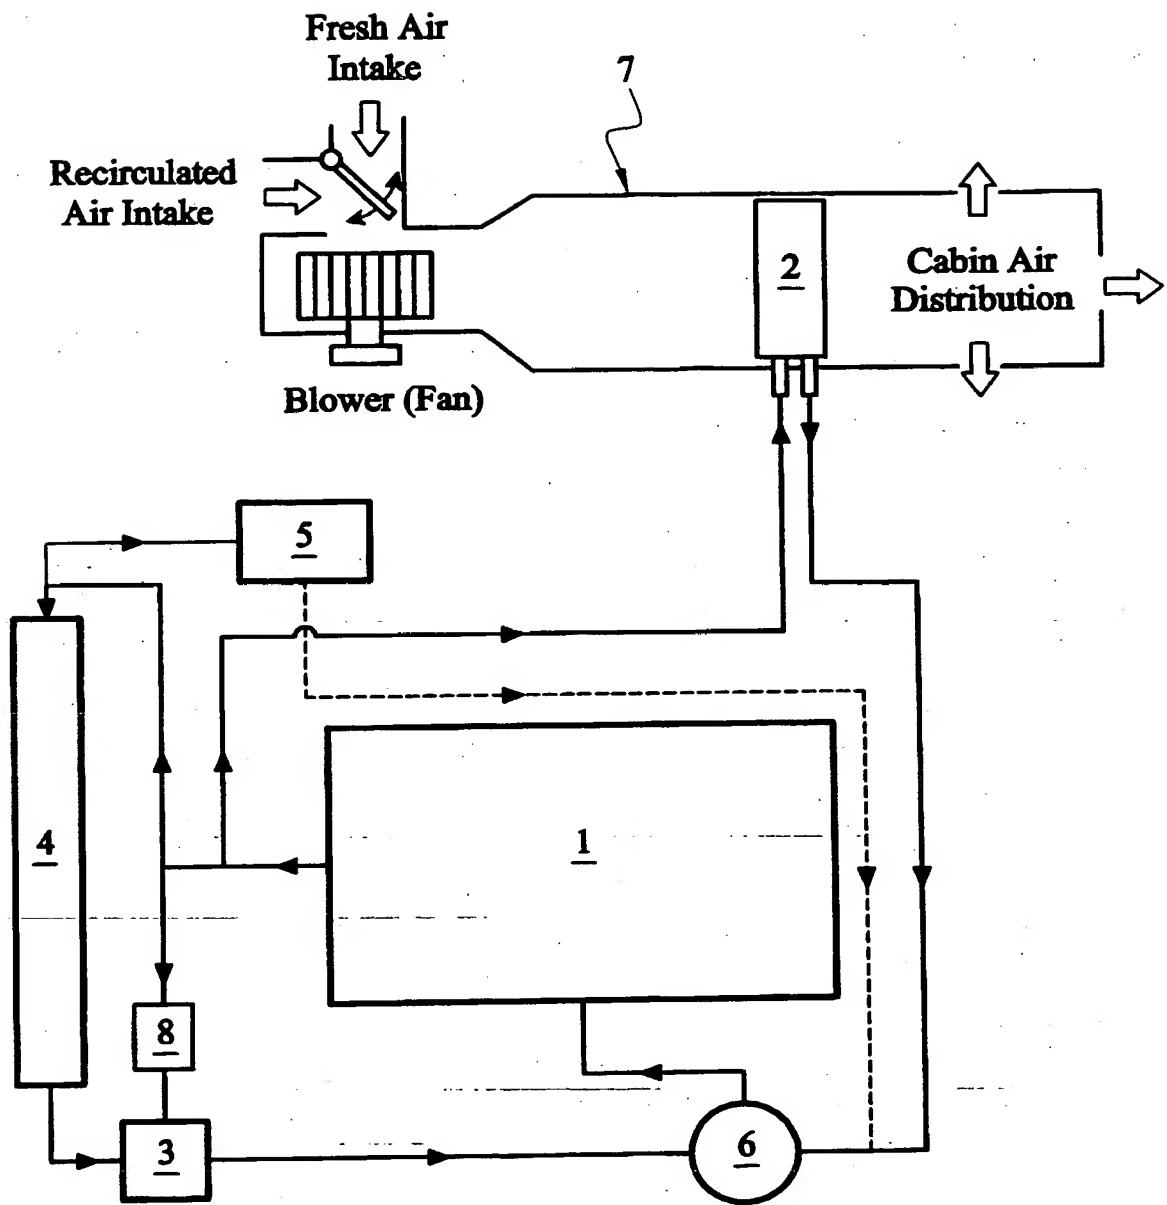 Fresh Air
Intake
7
Recirculated
Air Intake
2
Cabin Air
Distribution
Blower (Fan)
5
4
1
8
3
6